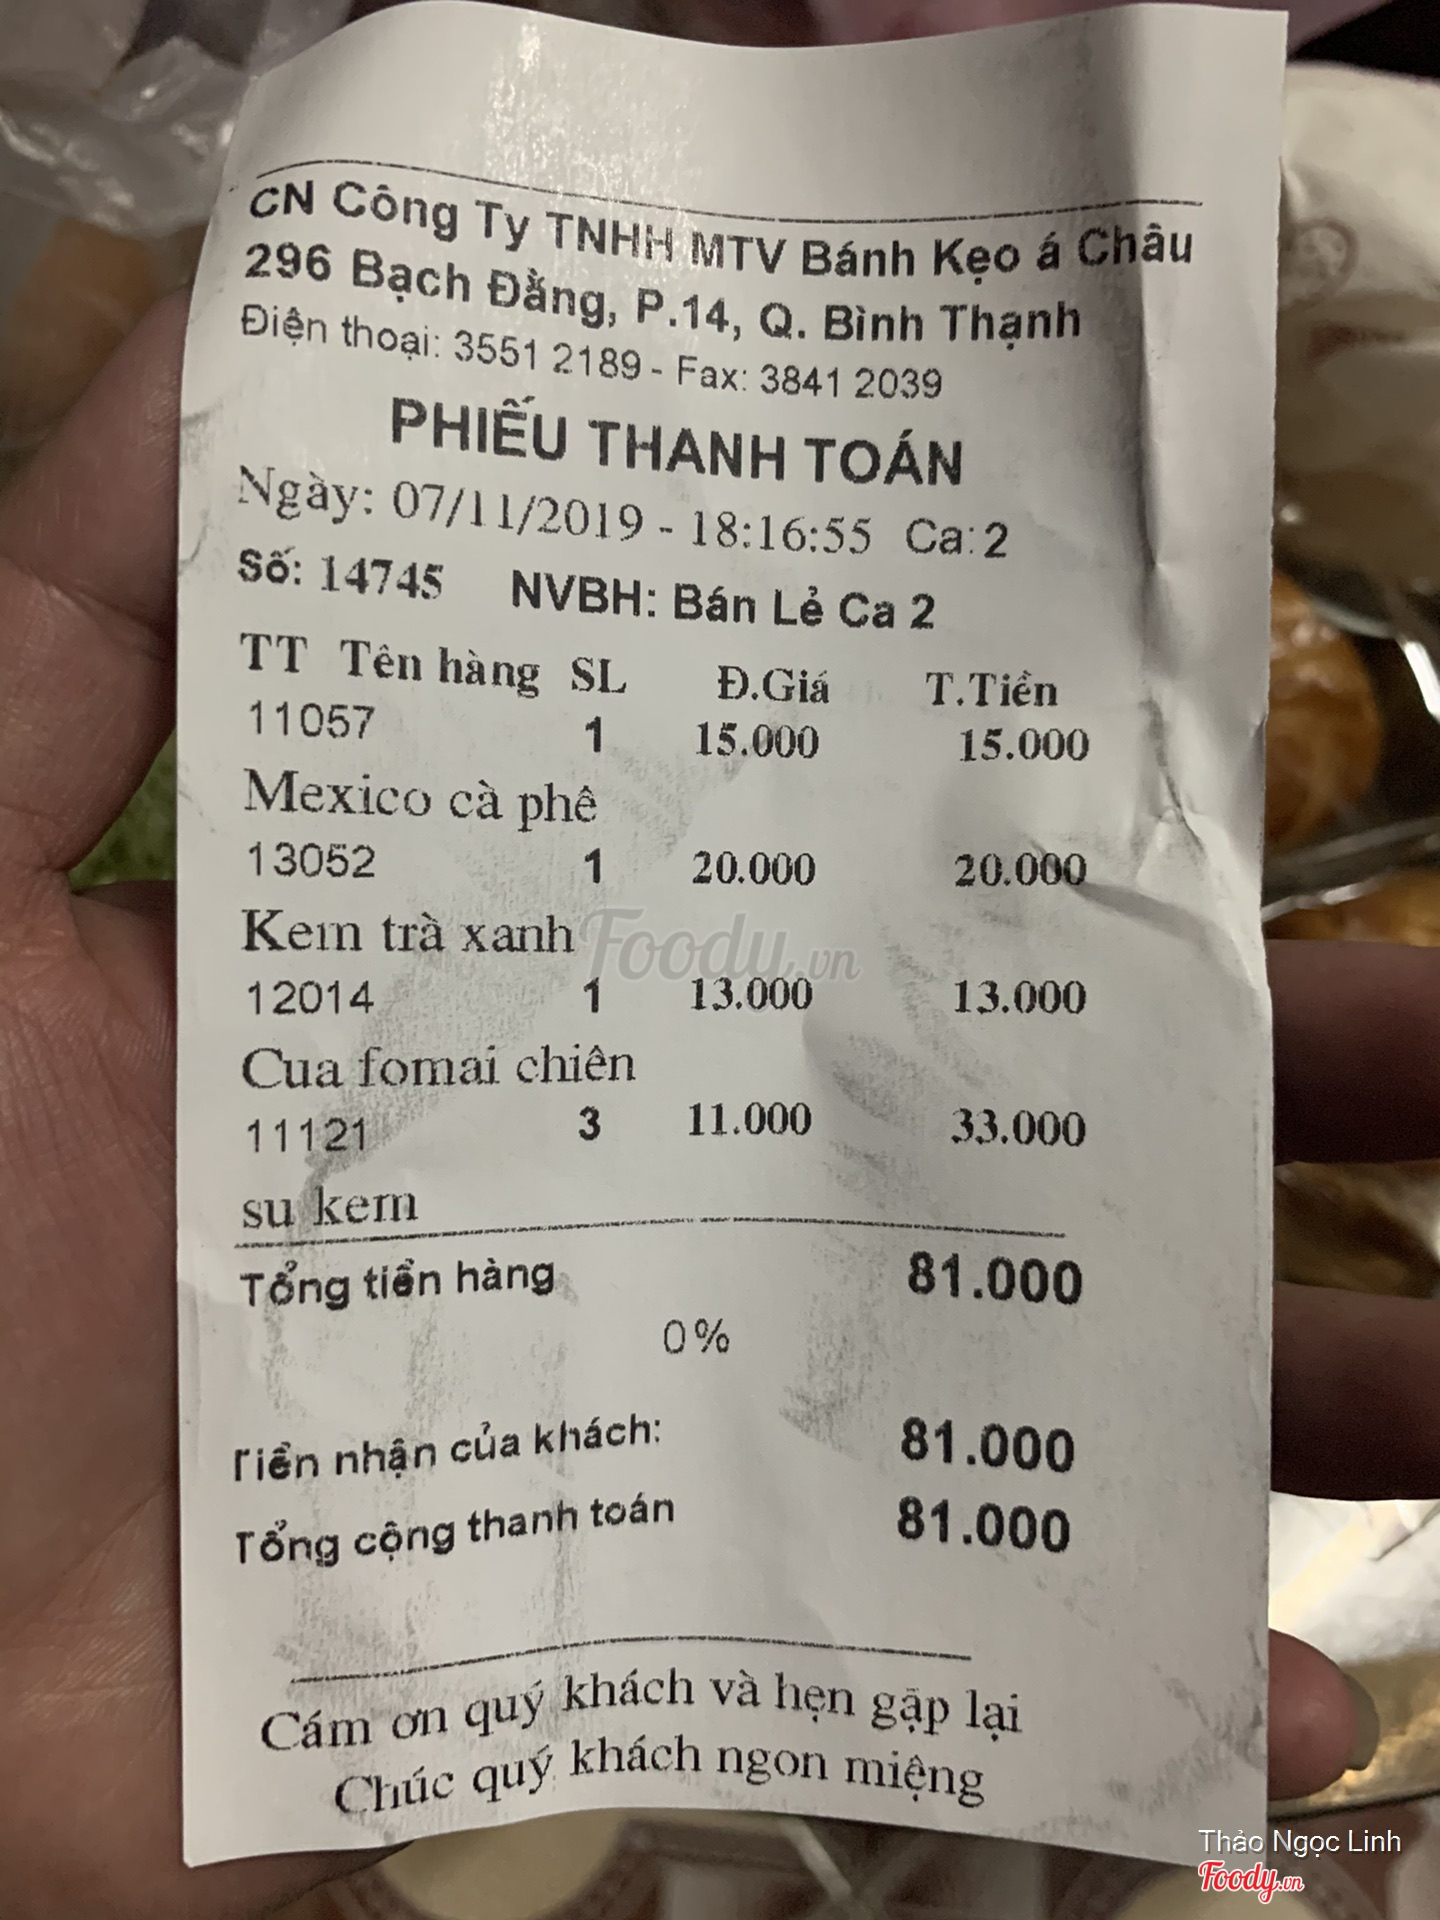 CN Công Ty TNHH MTV Bánh Kẹo á Châu
296 Bạch Đằng, P.14, Q. Bình Thạnh
Điện thoại: 3551 2189 - Fax: 3841 2039
PHIẾU THANH TOÁN
Ngày: 07/11/2019 - 18:16:55 Ca: 2
Số: 14745 NVBH: Bán Lẻ Ca 2
TT Tên hàng SL Đ.Giá T.Tiền
11057 1 15.000 15.000
Mexico cà phê
13052 1 20.000 20.000
Kem trà xanh
12014 1 13.000 13.000
Cua fomai chiên
11121 3 11.000 33.000
su kem
Tổng tiền hàng 81.000
0%
Tiền nhận của khách: 81.000
Tổng cộng thanh toán 81.000
Cám ơn quý khách và hẹn gặp lại
Chúc quý khách ngon miệng
Foody.vn
Thảo Ngọc Linh
Foody.vn